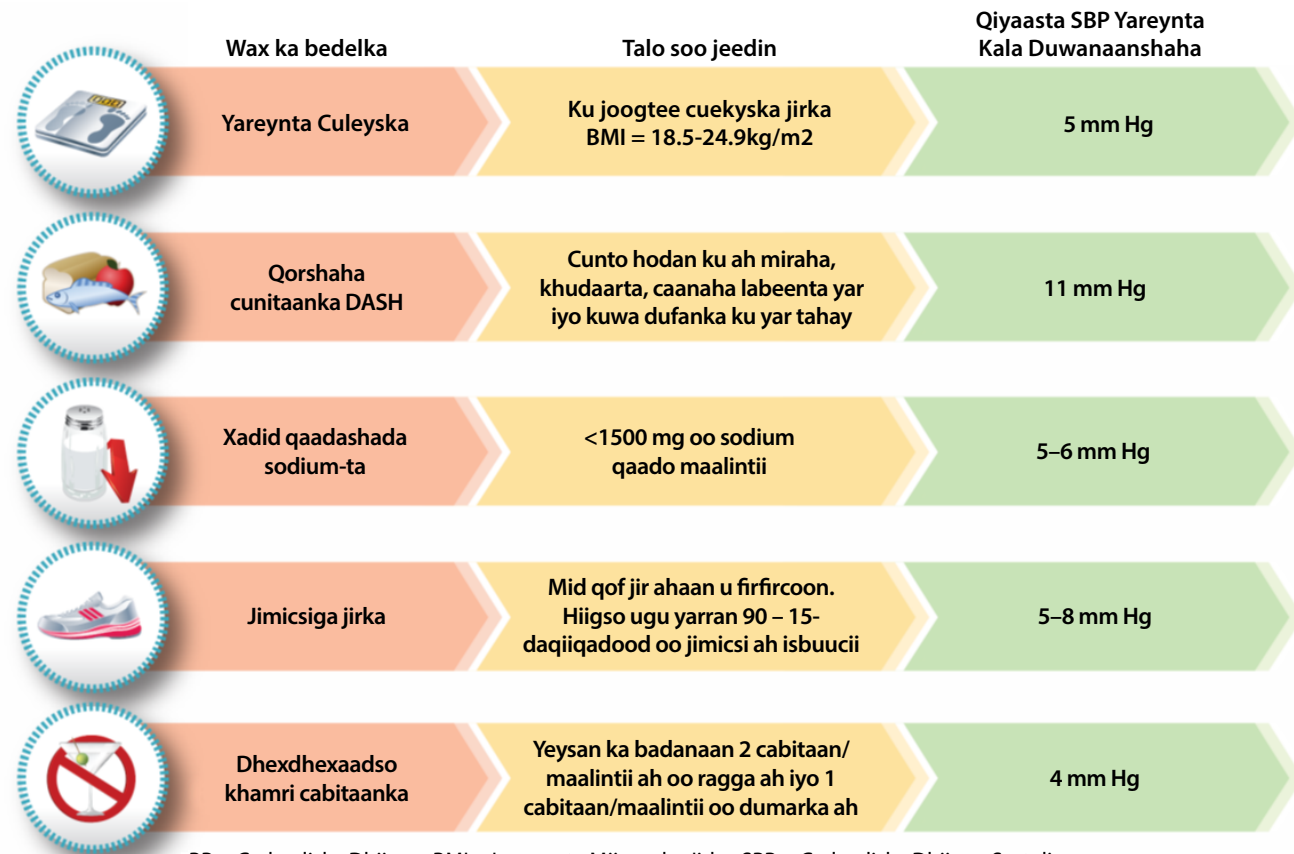 Wax ka bedelka
Talo soo jeedin
Qiyaasta SBP Yareynta
Kala Duwanaanshaha
Yareynta Culeyska
Ku joogtee cuekyska jirka
BMI = 18.5-24.9kg/m2
5 mm Hg
Qorshaha
cunitaanka DASH
Cunto hodan ku ah miraha,
khudaarta, caanaha labeenta yar
iyo kuwa dufanka ku yar tahay
11 mm Hg
Xadid qaadashada
sodium-ta
<1500 mg oo sodium
qaado maalintii
5–6 mm Hg
Jimicsiga jirka
Mid qof jir ahaan u firfircoon.
Hiigso ugu yarran 90 – 15-
daqiiqadood oo jimicsi ah isbuucii
5–8 mm Hg
Dhexdhexaadso
khamri cabitaanka
Yeysan ka badanaan 2 cabitaan/
maalintii ah oo ragga ah iyo 1
cabitaan/maalintii oo dumarka ah
4 mm Hg